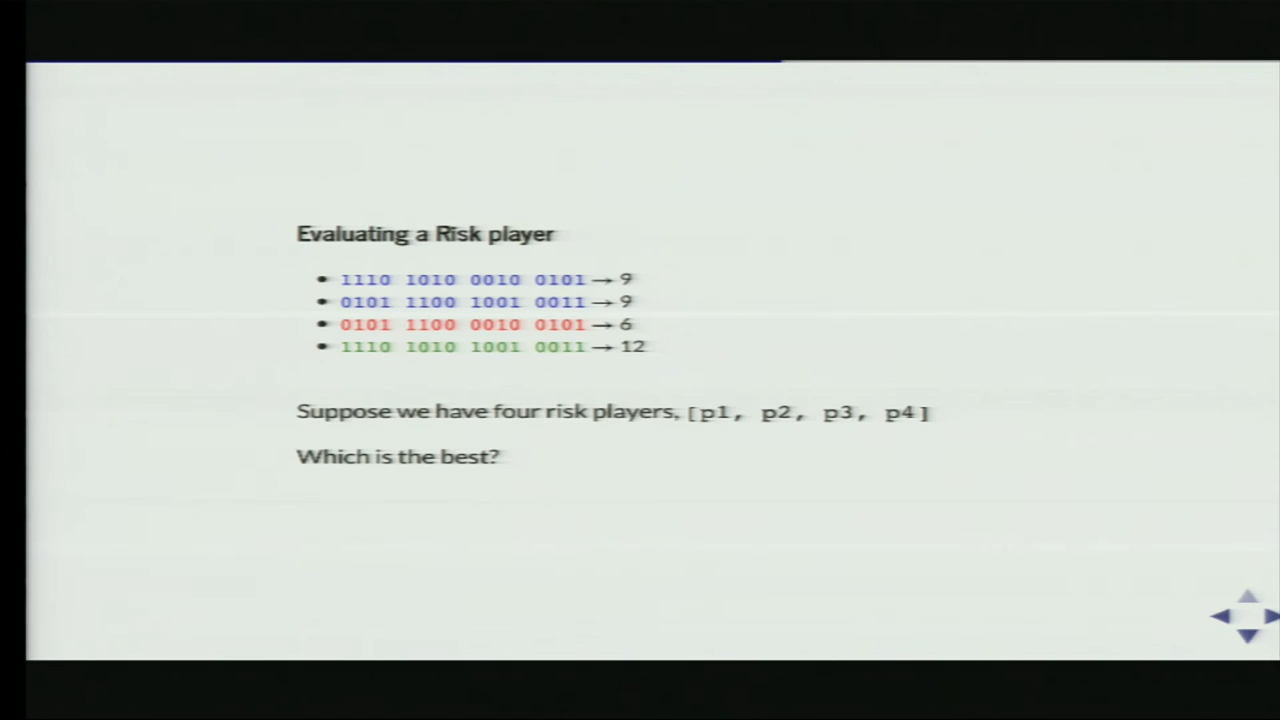 Evaluating a Risk player
• 1110 1010 0010 0101 → 9
• 0101 1100 1001 0011 → 9
• 0101 1100 0010 0101 → 6
• 1110 1010 1001 0011 → 12
Suppose we have four risk players, [p1, p2, p3, p4]
Which is the best?